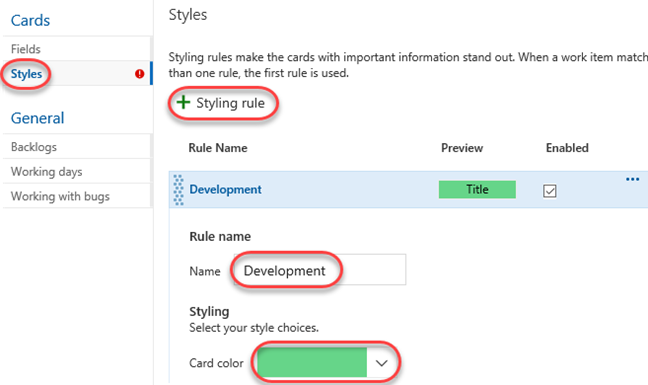 Cards
Fields
Styles
General
Backlogs
Working days
Working with bugs
Styles
Styling rules make the cards with important information stand out. When a work item match
than one rule, the first rule is used.
+ Styling rule
Rule Name Preview Enabled
Development Title ...
Rule name
Name Development
Styling
Select your style choices.
Card color